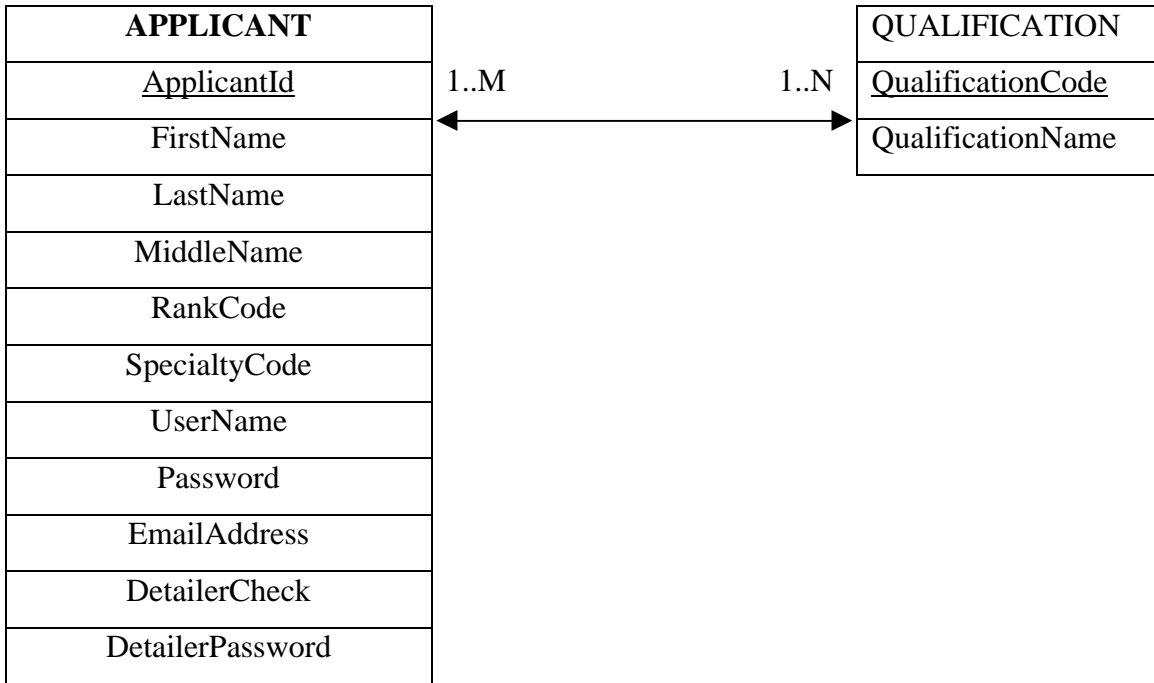 APPLICANT
ApplicantId
FirstName
LastName
MiddleName
RankCode
SpecialtyCode
UserName
Password
EmailAddress
DetailerCheck
DetailerPassword
1..M
1..N
QUALIFICATION
QualificationCode
QualificationName